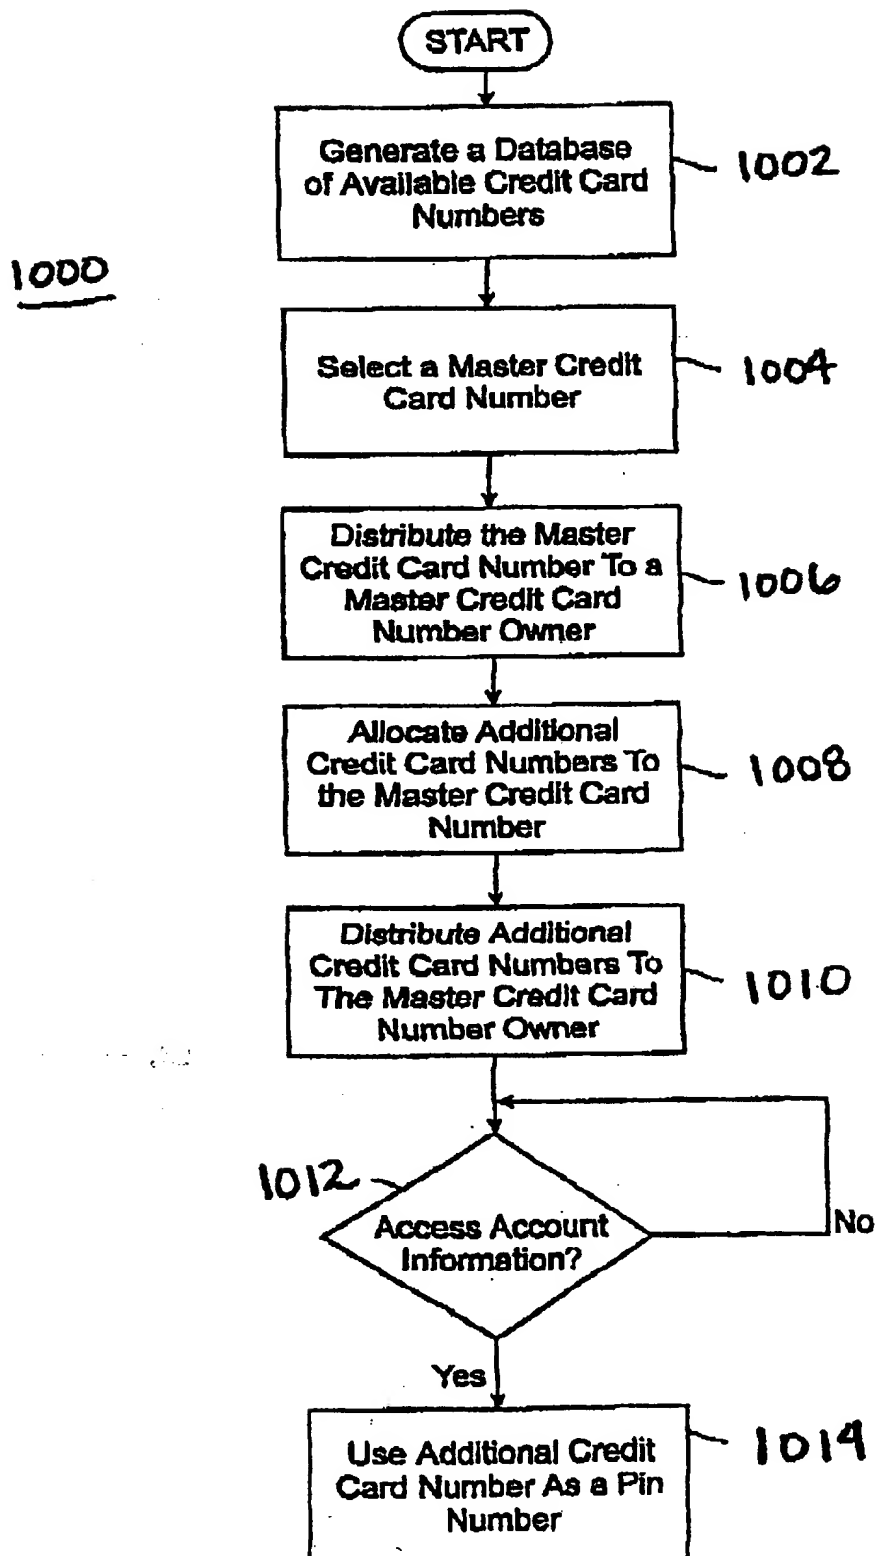 START
Generate a Database
of Available Credit Card
Numbers
1002
1000
Select a Master Credit
Card Number
1004
Distribute the Master
Credit Card Number To a
Master Credit Card
Number Owner
1006
Allocate Additional
Credit Card Numbers To
the Master Credit Card
Number
1008
Distribute Additional
Credit Card Numbers To
The Master Credit Card
Number Owner
1010
1012
Access Account
Information?
No
Yes
Use Additional Credit
Card Number As a Pin
Number
1014